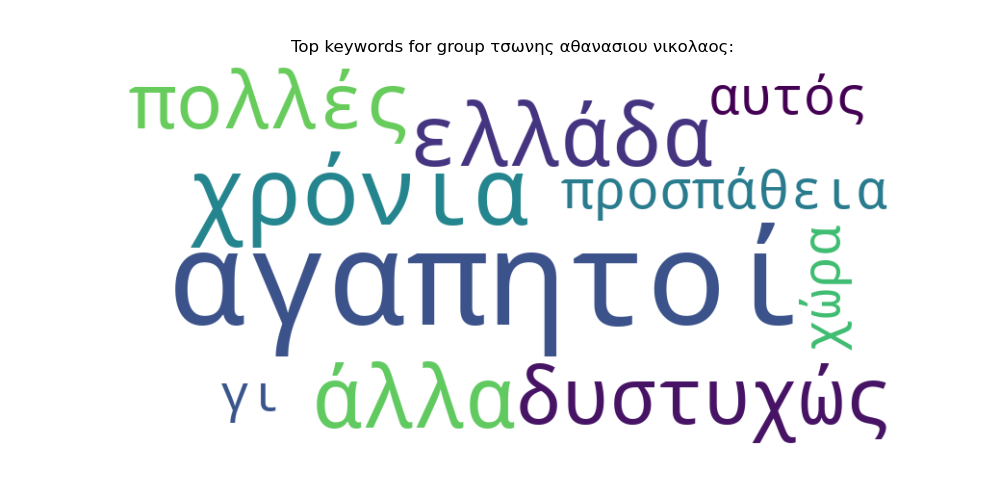 Top keywords for group τσωνης αθανασιου νικολαος:
πολλές
ελλάδα
αυτός
χρόνια
προσπάθεια
αγαπητοί
χώρα
γι
άλλα
δυστυχώς